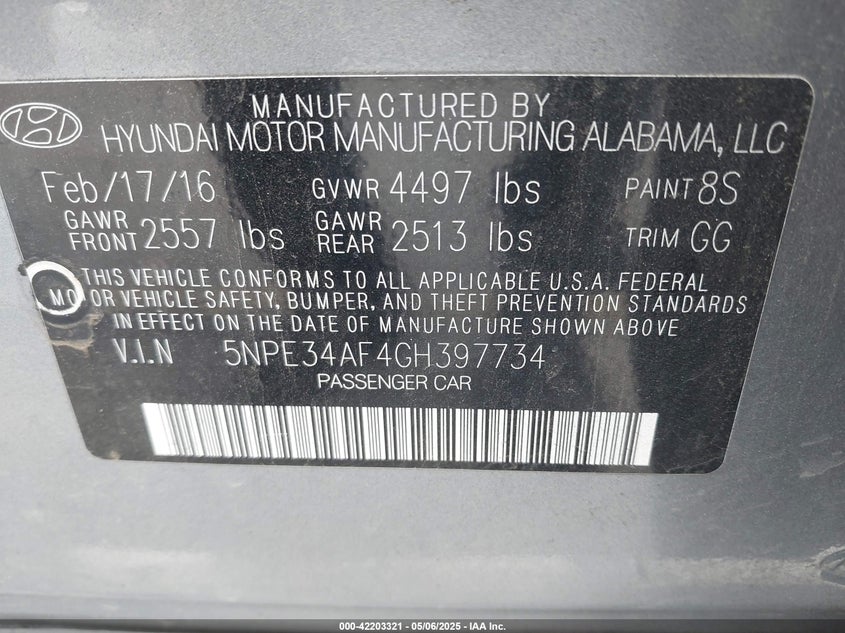 MANUFACTURED BY
HYUNDAI MOTOR MANUFACTURING ALABAMA, LLC
Feb/17/16 GVWR 4497 lbs PAINT 8S
GAWR FRONT 2557 lbs GAWR REAR 2513 lbs TRIM GG
THIS VEHICLE CONFORMS TO ALL APPLICABLE U.S.A. FEDERAL
MOTOR VEHICLE SAFETY, BUMPER, AND THEFT PREVENTION STANDARDS
IN EFFECT ON THE DATE OF MANUFACTURE SHOWN ABOVE
V.I.N 5NPE34AF4GH397734
PASSENGER CAR
000-42203321 | 05/06/2025 - IAA Inc.